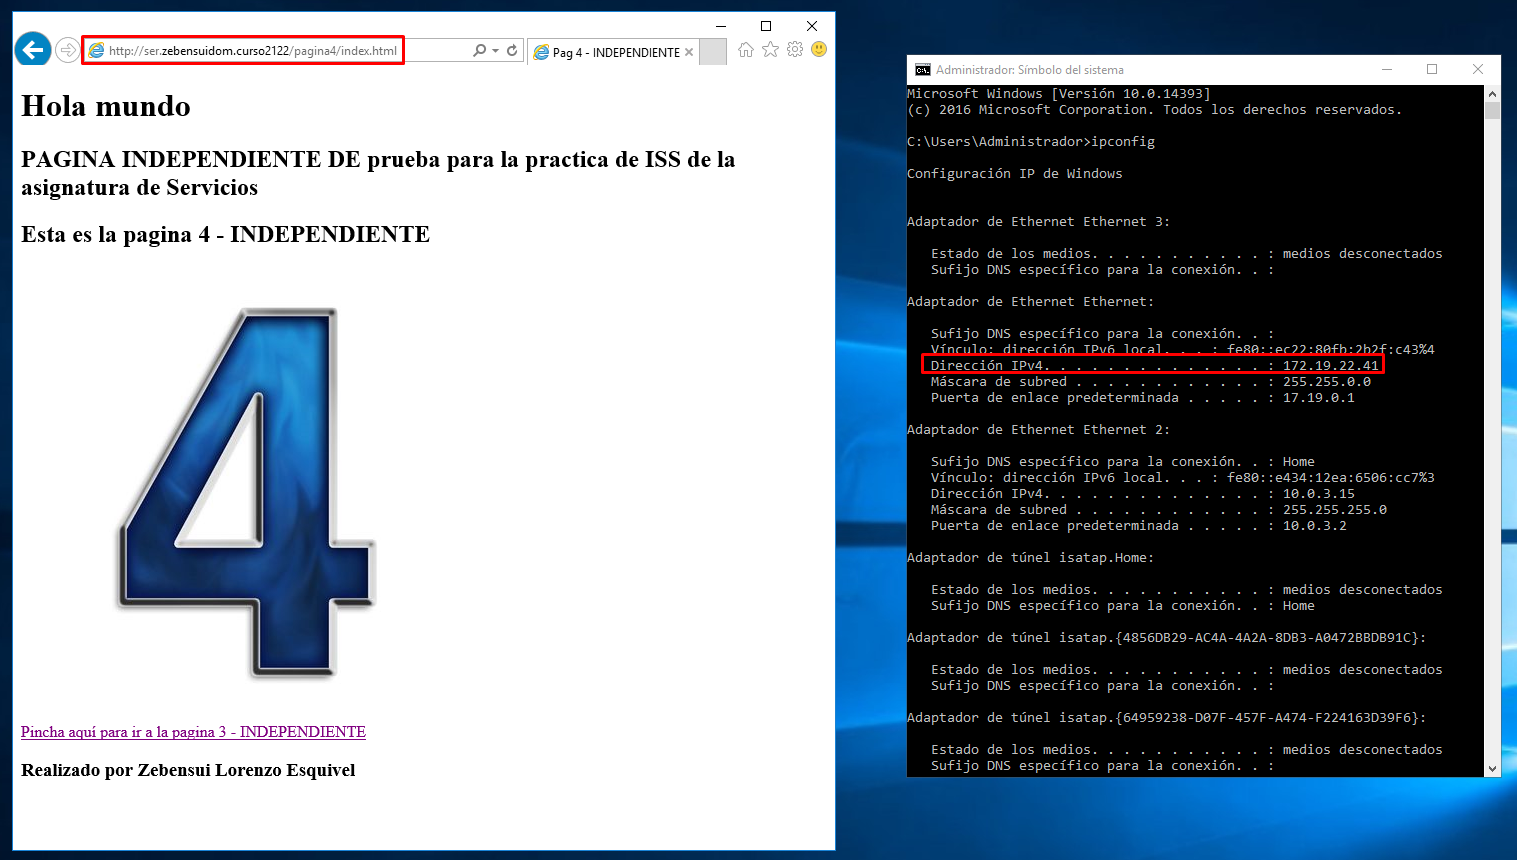 http://ser.zebensuidom.curso2122/pagina4/index.html
Pag 4 - INDEPENDIENTE
Hola mundo
PAGINA INDEPENDIENTE DE prueba para la practica de ISS de la
asignatura de Servicios
Esta es la pagina 4 - INDEPENDIENTE
4
Pincha aquí para ir a la pagina 3 - INDEPENDIENTE
Realizado por Zebensui Lorenzo Esquivel
Administrador: Símbolo del sistema
Microsoft Windows [Versión 10.0.14393]
(c) 2016 Microsoft Corporation. Todos los derechos reservados.
C:\Users\Administrador>ipconfig
Configuración IP de Windows
Adaptador de Ethernet Ethernet 3:
Estado de los medios. . . . . . . . . . . : medios desconectados
Sufijo DNS específico para la conexión. . :
Adaptador de Ethernet Ethernet:
Sufijo DNS específico para la conexión. . :
Vínculo: dirección IPv6 local. . . : fe80::ec22:80fb:2b2f:c43%4
Dirección IPv4. . . . . . . . . . . . . . : 172.19.22.41
Máscara de subred . . . . . . . . . . . . : 255.255.0.0
Puerta de enlace predeterminada . . . . . : 17.19.0.1
Adaptador de Ethernet Ethernet 2:
Sufijo DNS específico para la conexión. . : Home
Vínculo: dirección IPv6 local. . . : fe80::e434:12ea:6506:cc7%3
Dirección IPv4. . . . . . . . . . . . . . : 10.0.3.15
Máscara de subred . . . . . . . . . . . . : 255.255.255.0
Puerta de enlace predeterminada . . . . . : 10.0.3.2
Adaptador de túnel isatap.Home:
Estado de los medios. . . . . . . . . . . : medios desconectados
Sufijo DNS específico para la conexión. . : Home
Adaptador de túnel isatap.{4856DB29-AC4A-4A2A-8DB3-A0472BBDB91C}:
Estado de los medios. . . . . . . . . . . : medios desconectados
Sufijo DNS específico para la conexión. . :
Adaptador de túnel isatap.{64959238-D07F-457F-A474-F224163D39F6}:
Estado de los medios. . . . . . . . . . . : medios desconectados
Sufijo DNS específico para la conexión. . :